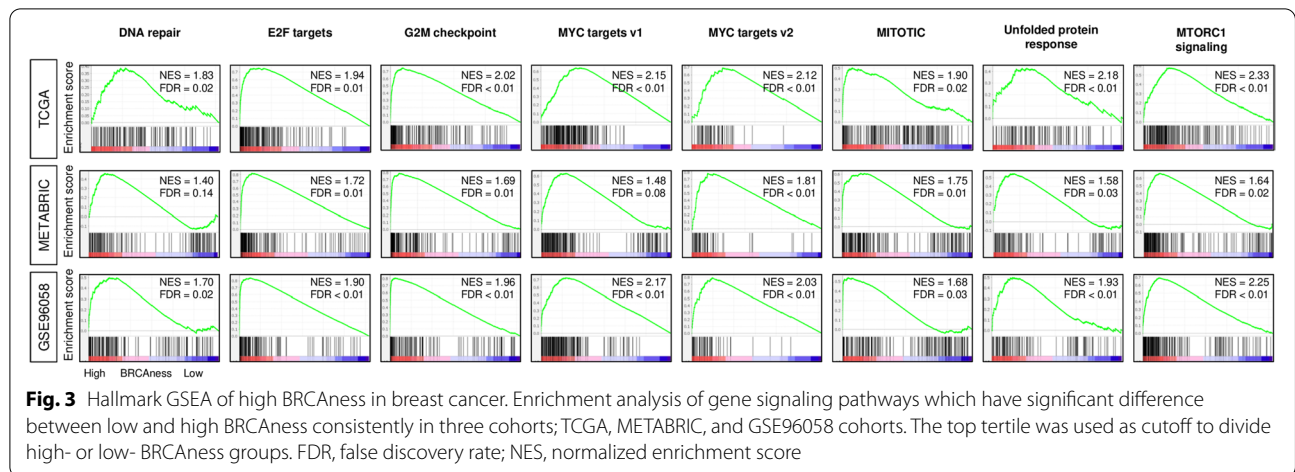 DNA repair E2F targets G2M checkpoint MYC targets v1 MYC targets v2 MITOTIC Unfolded protein response MTORC1 signaling
TCGA
Enrichment score
NES = 1.83 NES = 1.94 NES = 2.02 NES = 2.15 NES = 2.12 NES = 1.90 NES = 2.18 NES = 2.33
FDR = 0.02 FDR = 0.01 FDR < 0.01 FDR < 0.01 FDR < 0.01 FDR = 0.02 FDR < 0.01 FDR < 0.01
METABRIC
Enrichment score
NES = 1.40 NES = 1.72 NES = 1.69 NES = 1.48 NES = 1.81 NES = 1.75 NES = 1.58 NES = 1.64
FDR = 0.14 FDR = 0.01 FDR = 0.01 FDR = 0.08 FDR < 0.01 FDR = 0.01 FDR = 0.03 FDR = 0.02
GSE96058
Enrichment score
NES = 1.70 NES = 1.90 NES = 1.96 NES = 2.17 NES = 2.03 NES = 1.68 NES = 1.93 NES = 2.25
FDR = 0.02 FDR < 0.01 FDR < 0.01 FDR < 0.01 FDR < 0.01 FDR = 0.03 FDR < 0.01 FDR < 0.01
High BRCAness Low
Fig. 3 Hallmark GSEA of high BRCAness in breast cancer. Enrichment analysis of gene signaling pathways which have significant difference
between low and high BRCAness consistently in three cohorts; TCGA, METABRIC, and GSE96058 cohorts. The top tertile was used as cutoff to divide
high- or low- BRCAness groups. FDR, false discovery rate; NES, normalized enrichment score